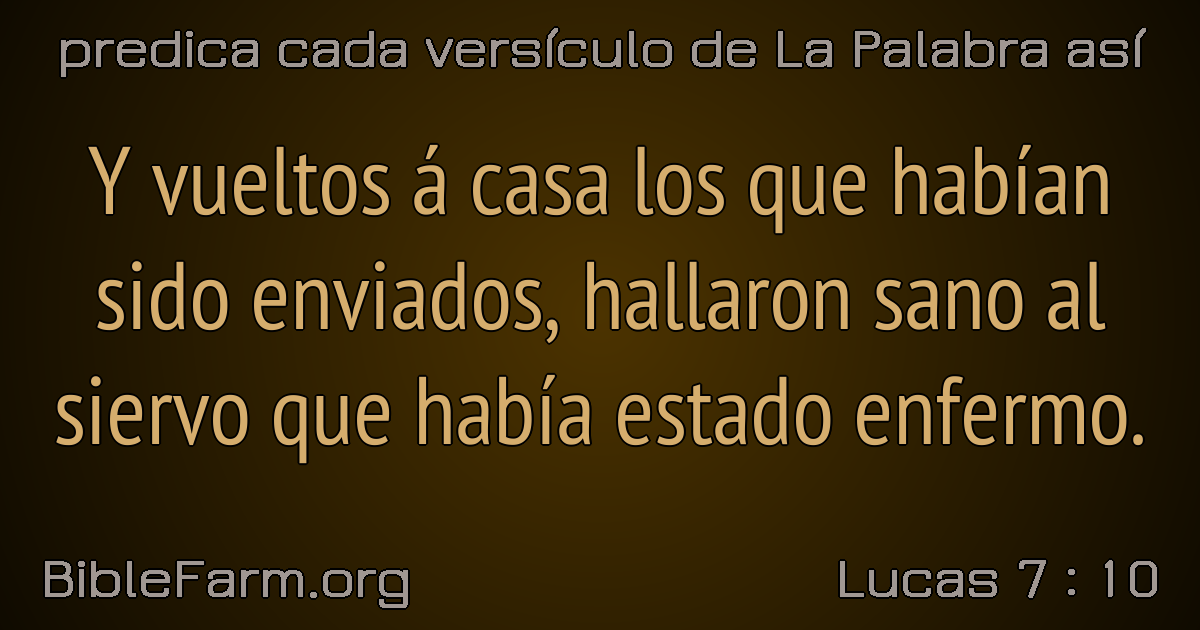 predica cada versículo de La Palabra así
Y vueltos á casa los que habían
sido enviados, hallaron sano al
siervo que había estado enfermo.
BibleFarm.org
Lucas 7 : 10